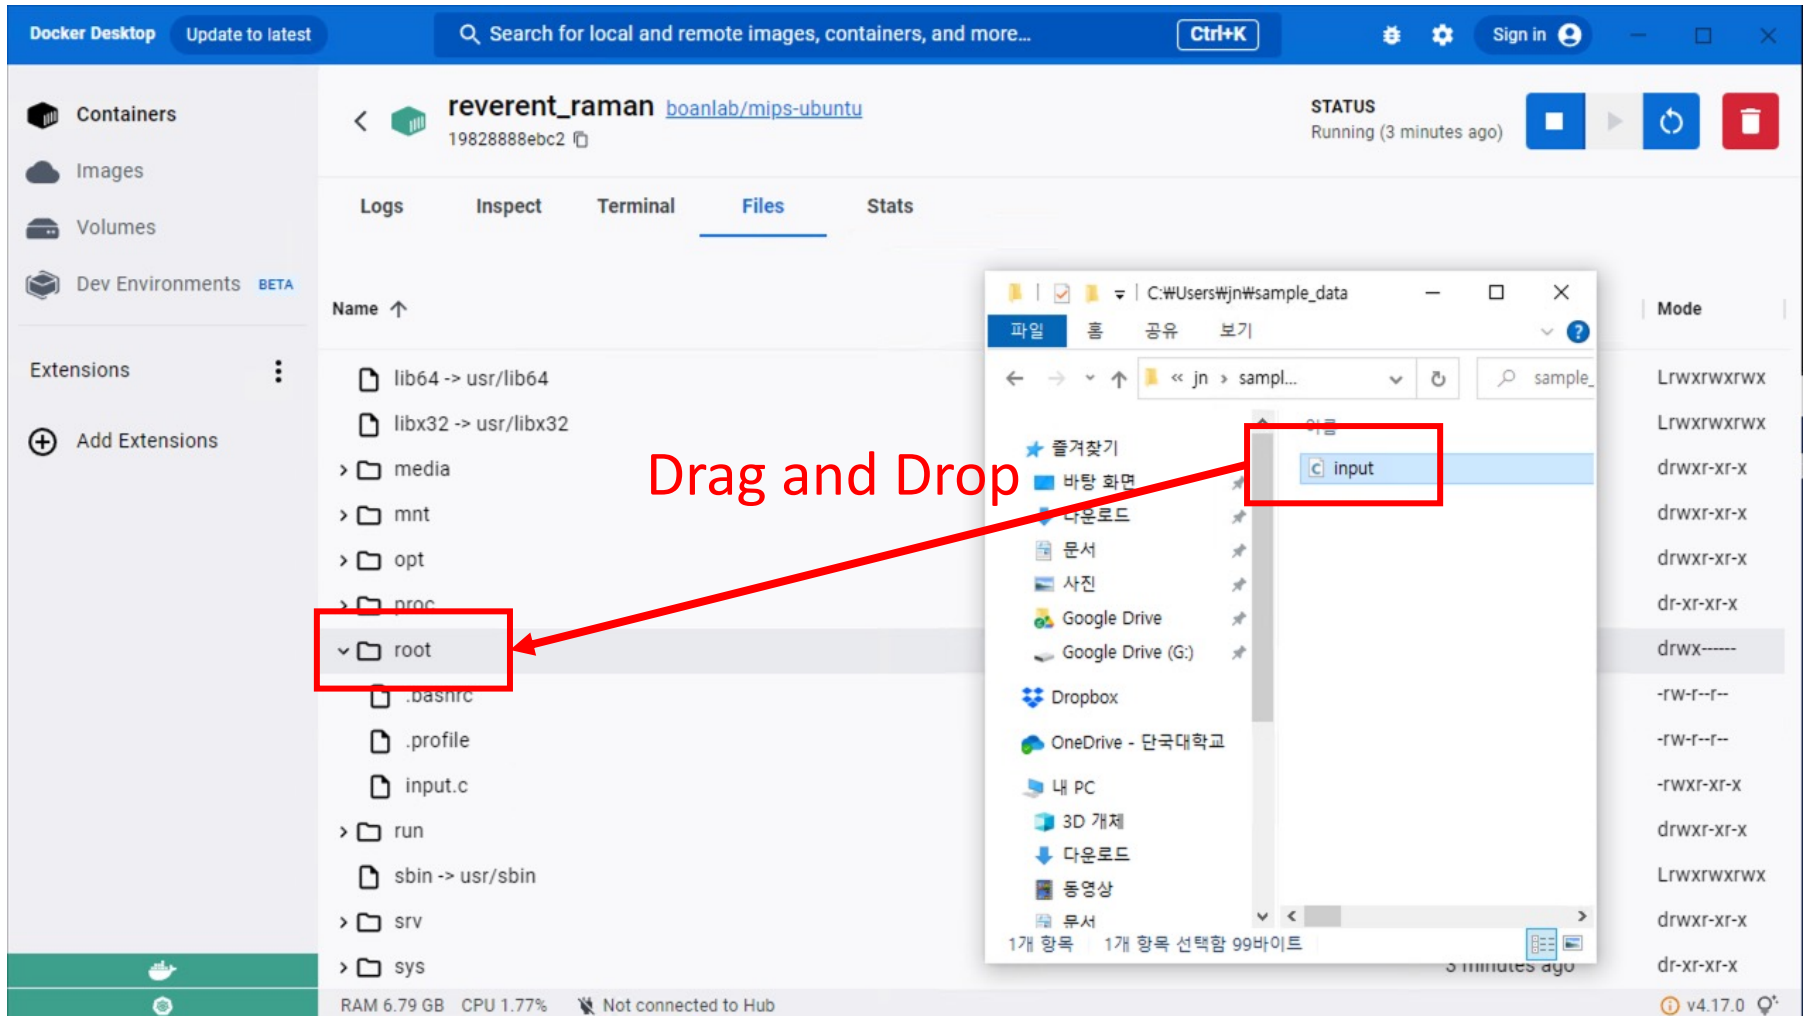 Docker Desktop Update to latest Search for local and remote images, containers, and more... Ctrl+K Sign in
Containers
Images
Volumes
Dev Environments BETA
Extensions
Add Extensions
reverent_raman boanlab/mips-ubuntu
19828888ebc2
STATUS
Running (3 minutes ago)
Logs Inspect Terminal Files Stats
Name Mode
lib64 -> usr/lib64 Lrwxrwxrwx
libx32 -> usr/libx32 Lrwxrwxrwx
media drwxr-xr-x
mnt drwxr-xr-x
opt drwxr-xr-x
proc dr-xr-xr-x
root drwx------
.bashrc -rw-r--r--
.profile -rw-r--r--
input.c -rwxr-xr-x
run drwxr-xr-x
sbin -> usr/sbin Lrwxrwxrwx
srv drwxr-xr-x
sys 3 minutes ago dr-xr-xr-x
Drag and Drop
C:₩Users₩jn₩sample_data
파일 홈 공유 보기
« jn › sampl... sample_
이름
input
즐겨찾기
바탕 화면
다운로드
문서
사진
Google Drive
Google Drive (G:)
Dropbox
OneDrive - 단국대학교
내 PC
3D 개체
다운로드
동영상
문서
1개 항목 1개 항목 선택함 99바이트
RAM 6.79 GB CPU 1.77% Not connected to Hub v4.17.0